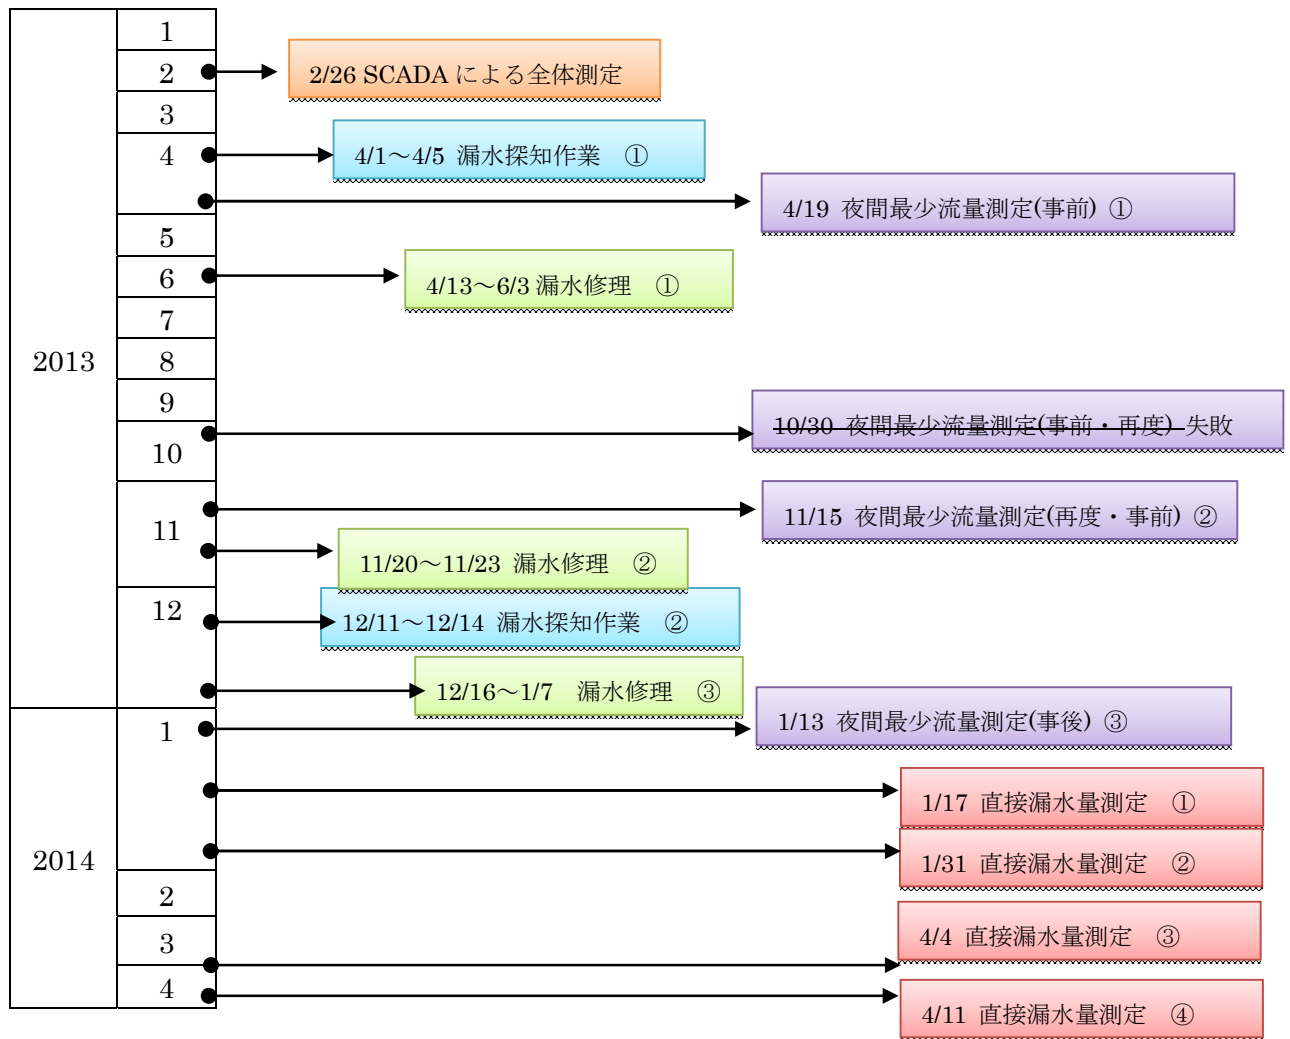 2013
1
2
2/26 SCADAによる全体測定
3
4
4/1～4/5 漏水探知作業　①
4/19 夜間最少流量測定(事前) ①
5
6
4/13～6/3漏水修理　①
7
8
9
10
10/30 夜間最少流量測定(事前・再度) 失敗
11
11/15 夜間最少流量測定(再度・事前) ②
11/20～11/23 漏水修理　②
12
12/11～12/14 漏水探知作業　②
12/16～1/7　漏水修理　③
2014
1
1/13 夜間最少流量測定(事後) ③
1/17 直接漏水量測定　①
1/31 直接漏水量測定　②
2
3
4/4 直接漏水量測定　③
4
4/11 直接漏水量測定　④